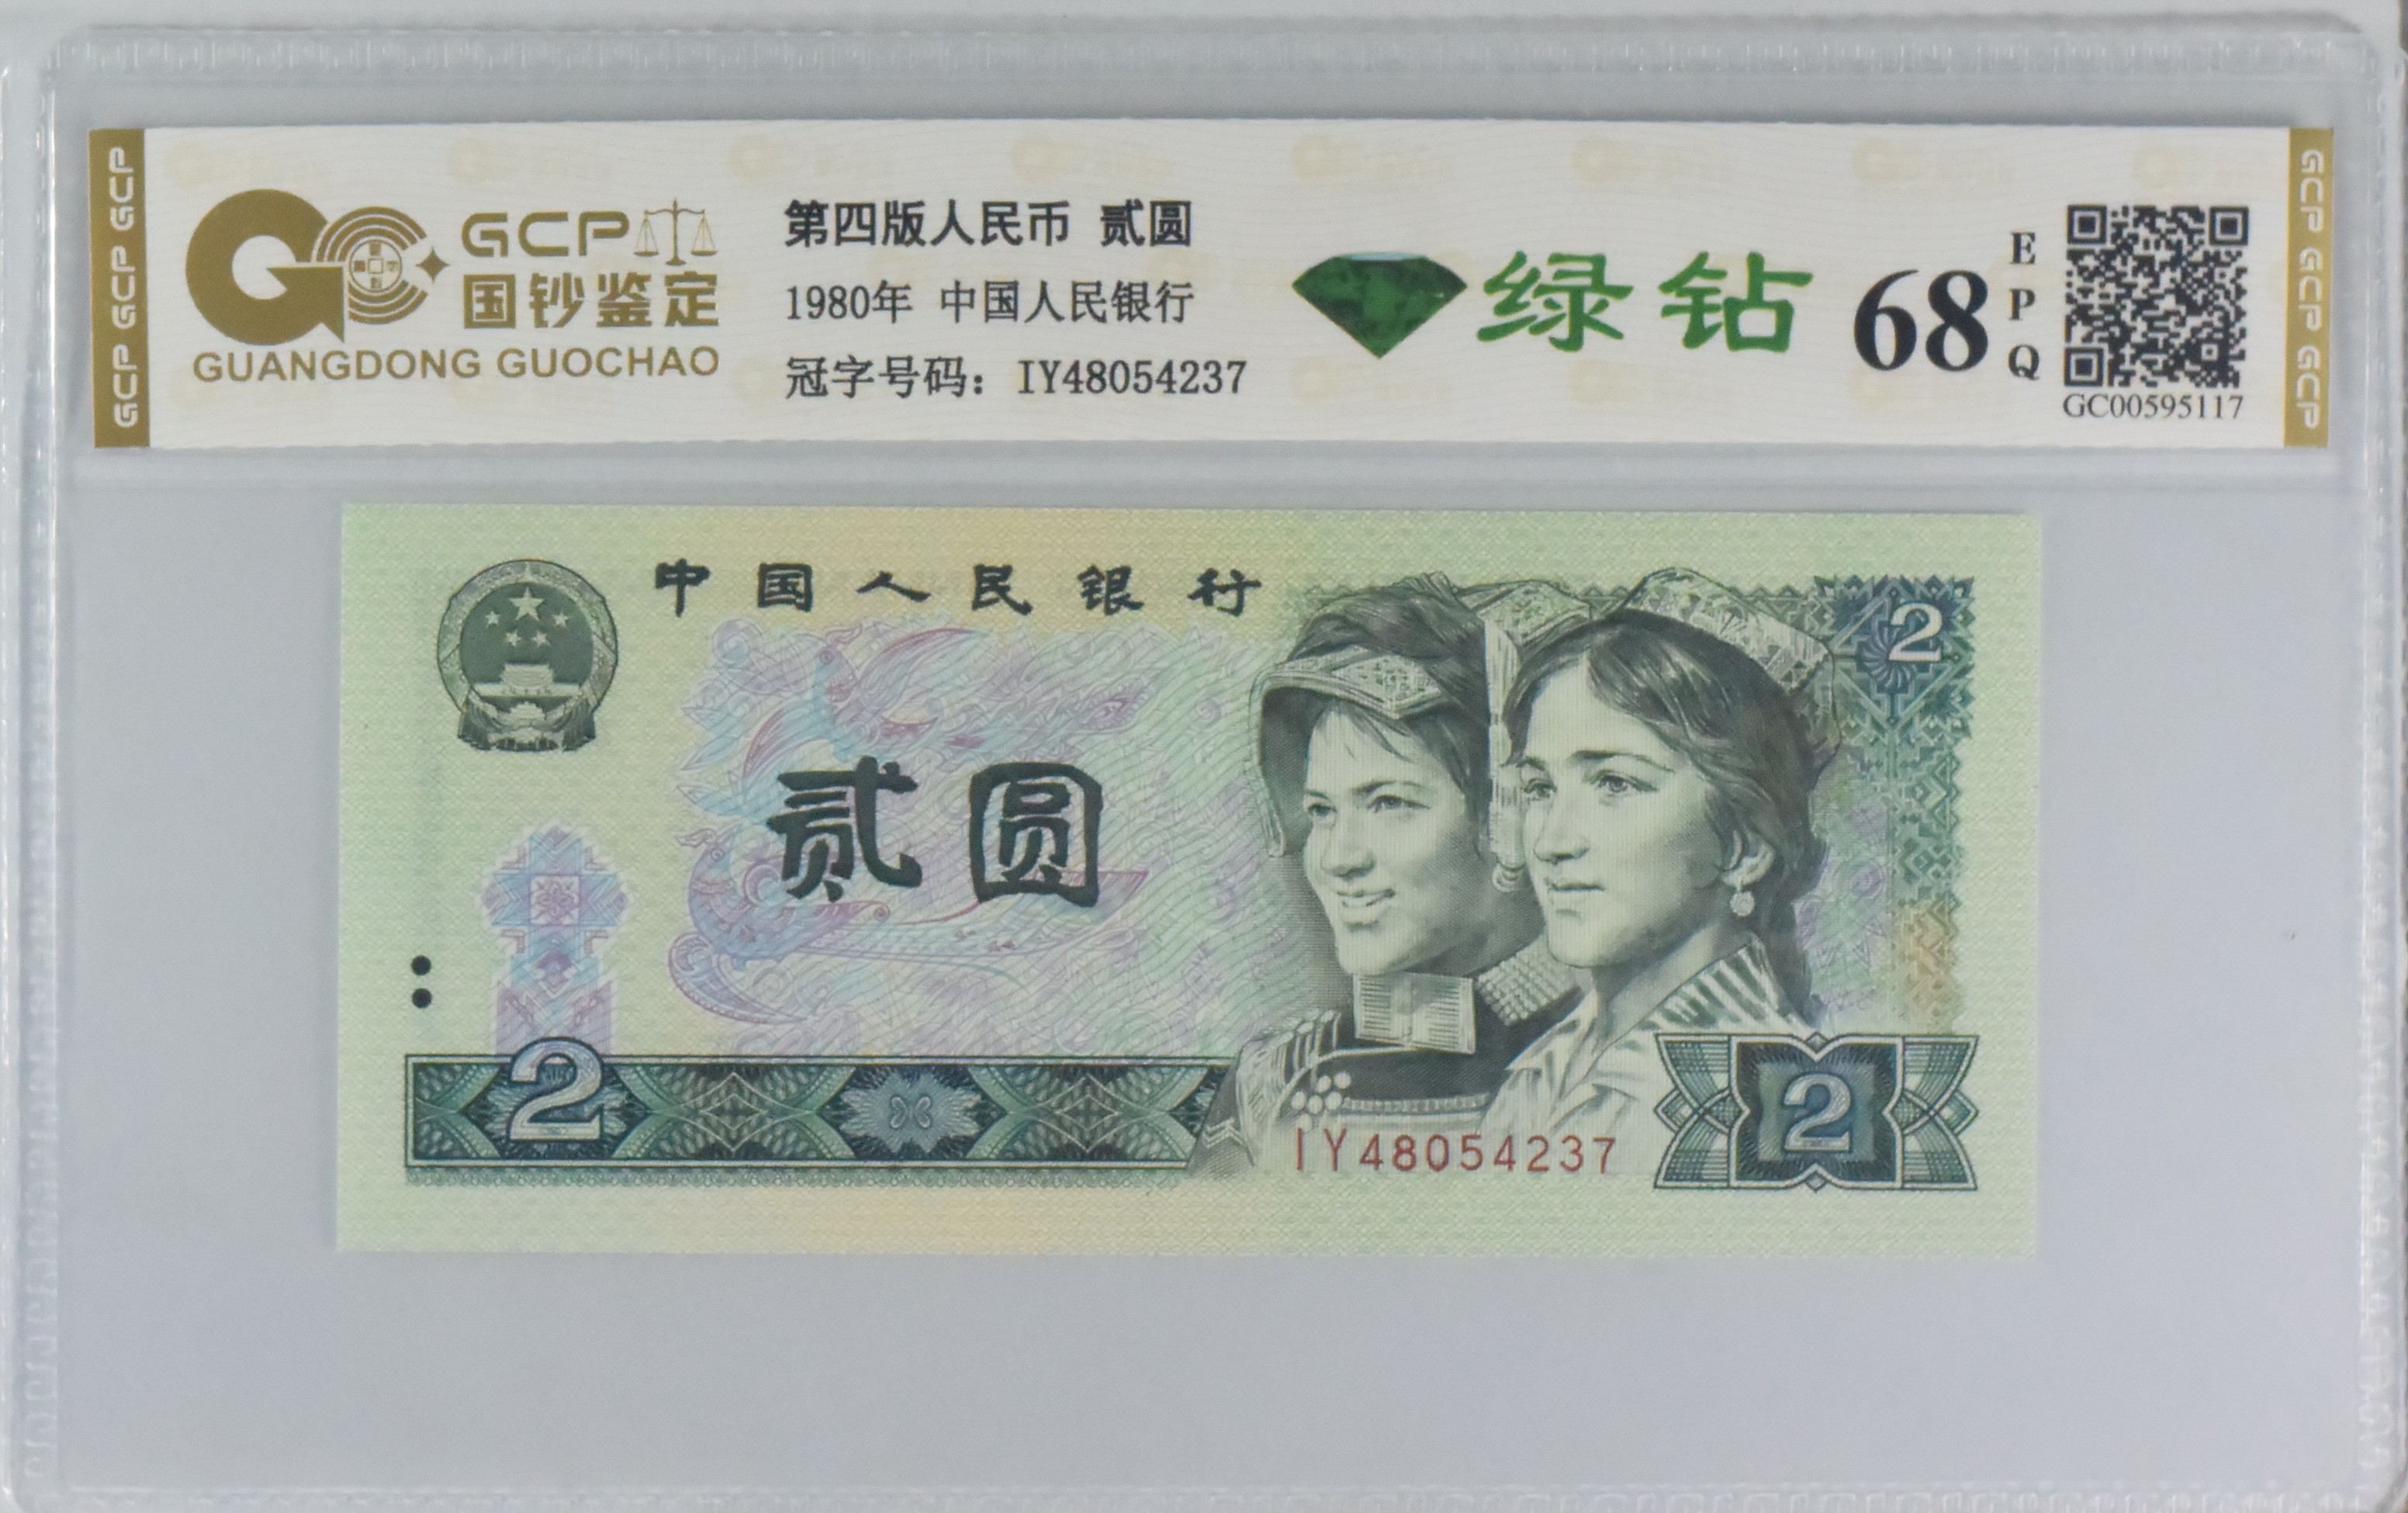 GCP GCP GCP
GCP
国钞鉴定
GUANGDONG GUOCHAO
第四版人民币 贰圆
1980年 中国人民银行
冠字号码：IY48054237
绿钻
68
EPQ
GC00595117
GCP GCP GCP
中国人民银行
2
贰圆
2
IY48054237
2